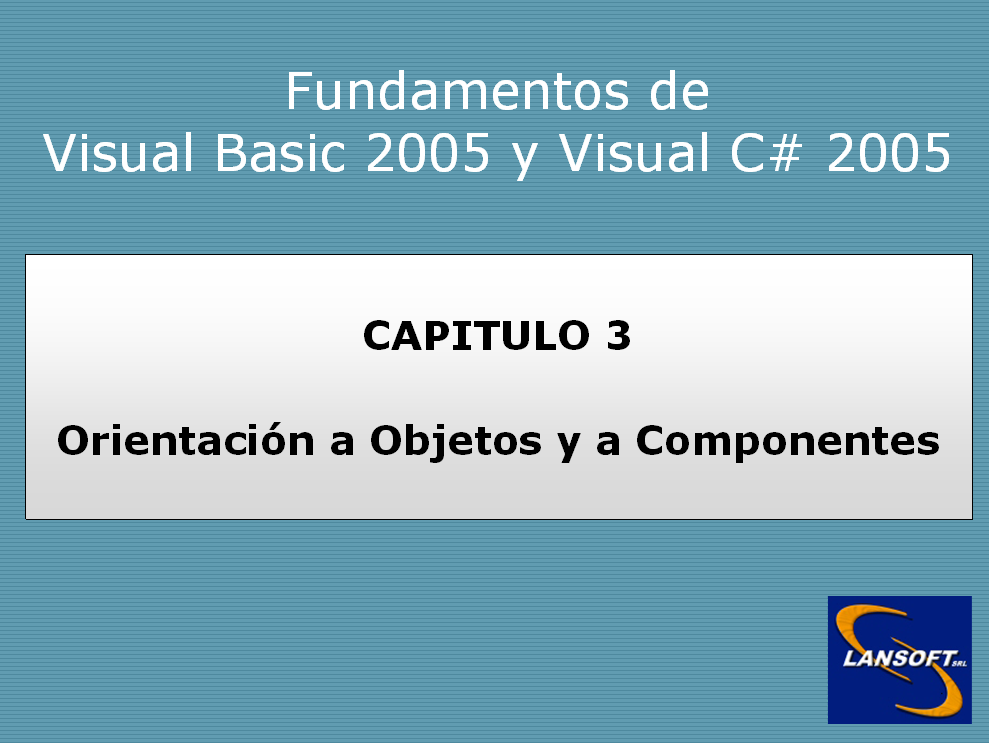 Fundamentos de
Visual Basic 2005 y Visual C# 2005
CAPITULO 3
Orientación a Objetos y a Componentes
LANSOFT SRL